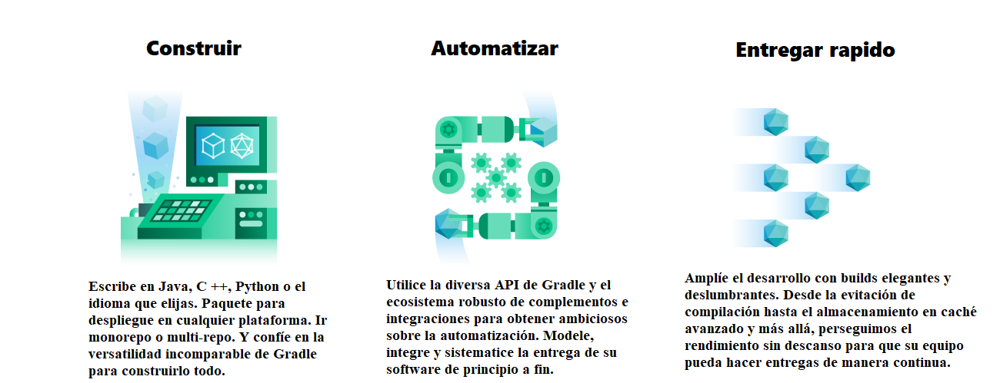 Construir
Escribe en Java, C ++, Python o el
idioma que elijas. Paquete para
despliegue en cualquier plataforma. Ir
monorepo o multi-repo. Y confíe en la
versatilidad incomparable de Gradle
para construirlo todo.
Automatizar
Utilice la diversa API de Gradle y el
ecosistema robusto de complementos e
integraciones para obtener ambiciosos
sobre la automatización. Modele,
integre y sistematice la entrega de su
software de principio a fin.
Entregar rapido
Amplíe el desarrollo con builds elegantes y
deslumbrantes. Desde la evitación de
compilación hasta el almacenamiento en caché
avanzado y más allá, perseguimos el
rendimiento sin descanso para que su equipo
pueda hacer entregas de manera continua.